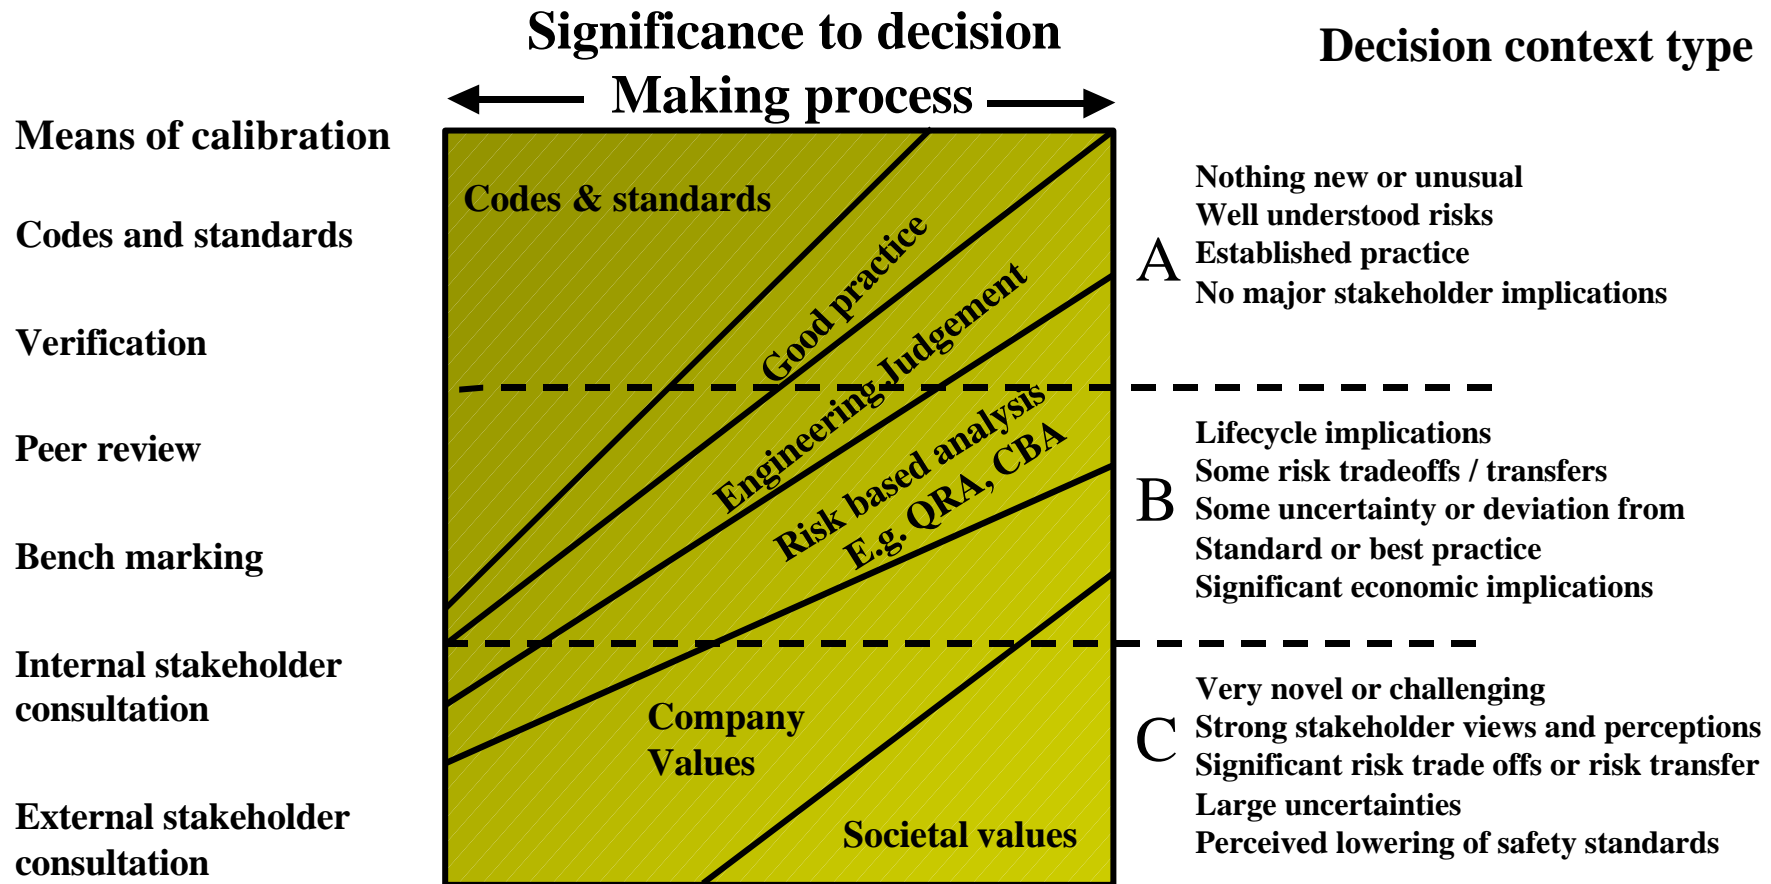 Significance to decision
Making process
Decision context type
Means of calibration
Codes and standards
Verification
Peer review
Bench marking
Internal stakeholder
consultation
External stakeholder
consultation
Codes & standards
Good practice
Engineering Judgement
Risk based analysis
E.g. QRA, CBA
Company
Values
Societal values
A
Nothing new or unusual
Well understood risks
Established practice
No major stakeholder implications
B
Lifecycle implications
Some risk tradeoffs / transfers
Some uncertainty or deviation from
Standard or best practice
Significant economic implications
C
Very novel or challenging
Strong stakeholder views and perceptions
Significant risk trade offs or risk transfer
Large uncertainties
Perceived lowering of safety standards